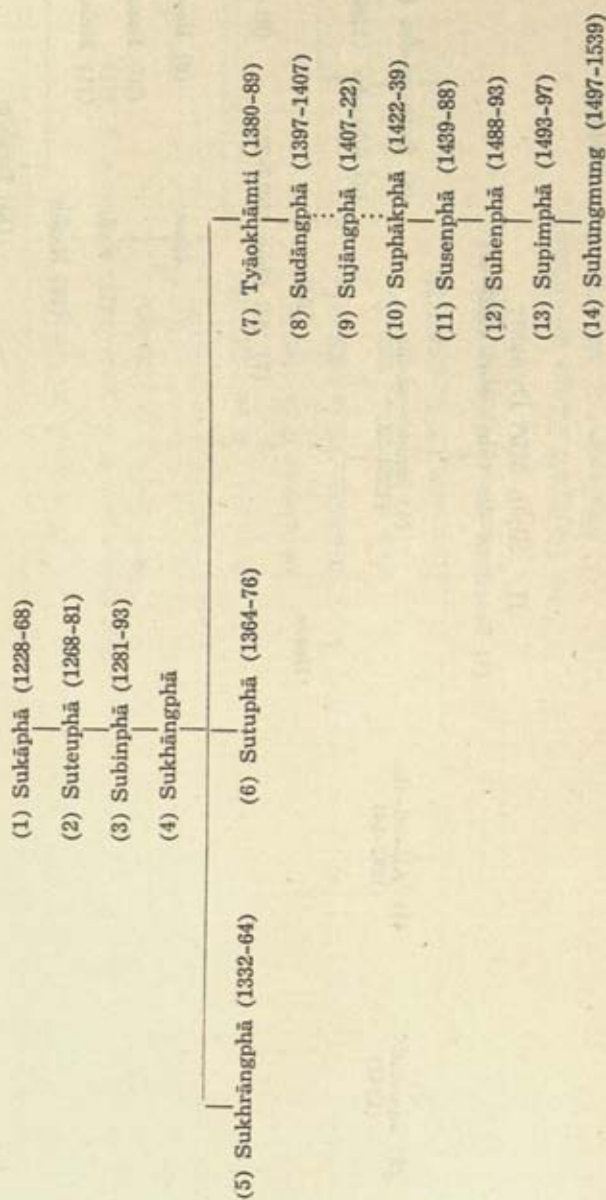 (1) Sukāphā (1228-68)
(2) Suteuphā (1268-81)
(3) Subinphā (1281-93)
(4) Sukhāngphā
(5) Sukhrāngphā (1332-64)
(6) Sutuphā (1364-76)
(7) Tyāokhāmti (1380-89)
(8) Sudāngphā (1397-1407)
(9) Sujāngphā (1407-22)
(10) Suphākphā (1422-39)
(11) Susenphā (1439-88)
(12) Suhenphā (1488-93)
(13) Supimphā (1493-97)
(14) Suhungmung (1497-1539)